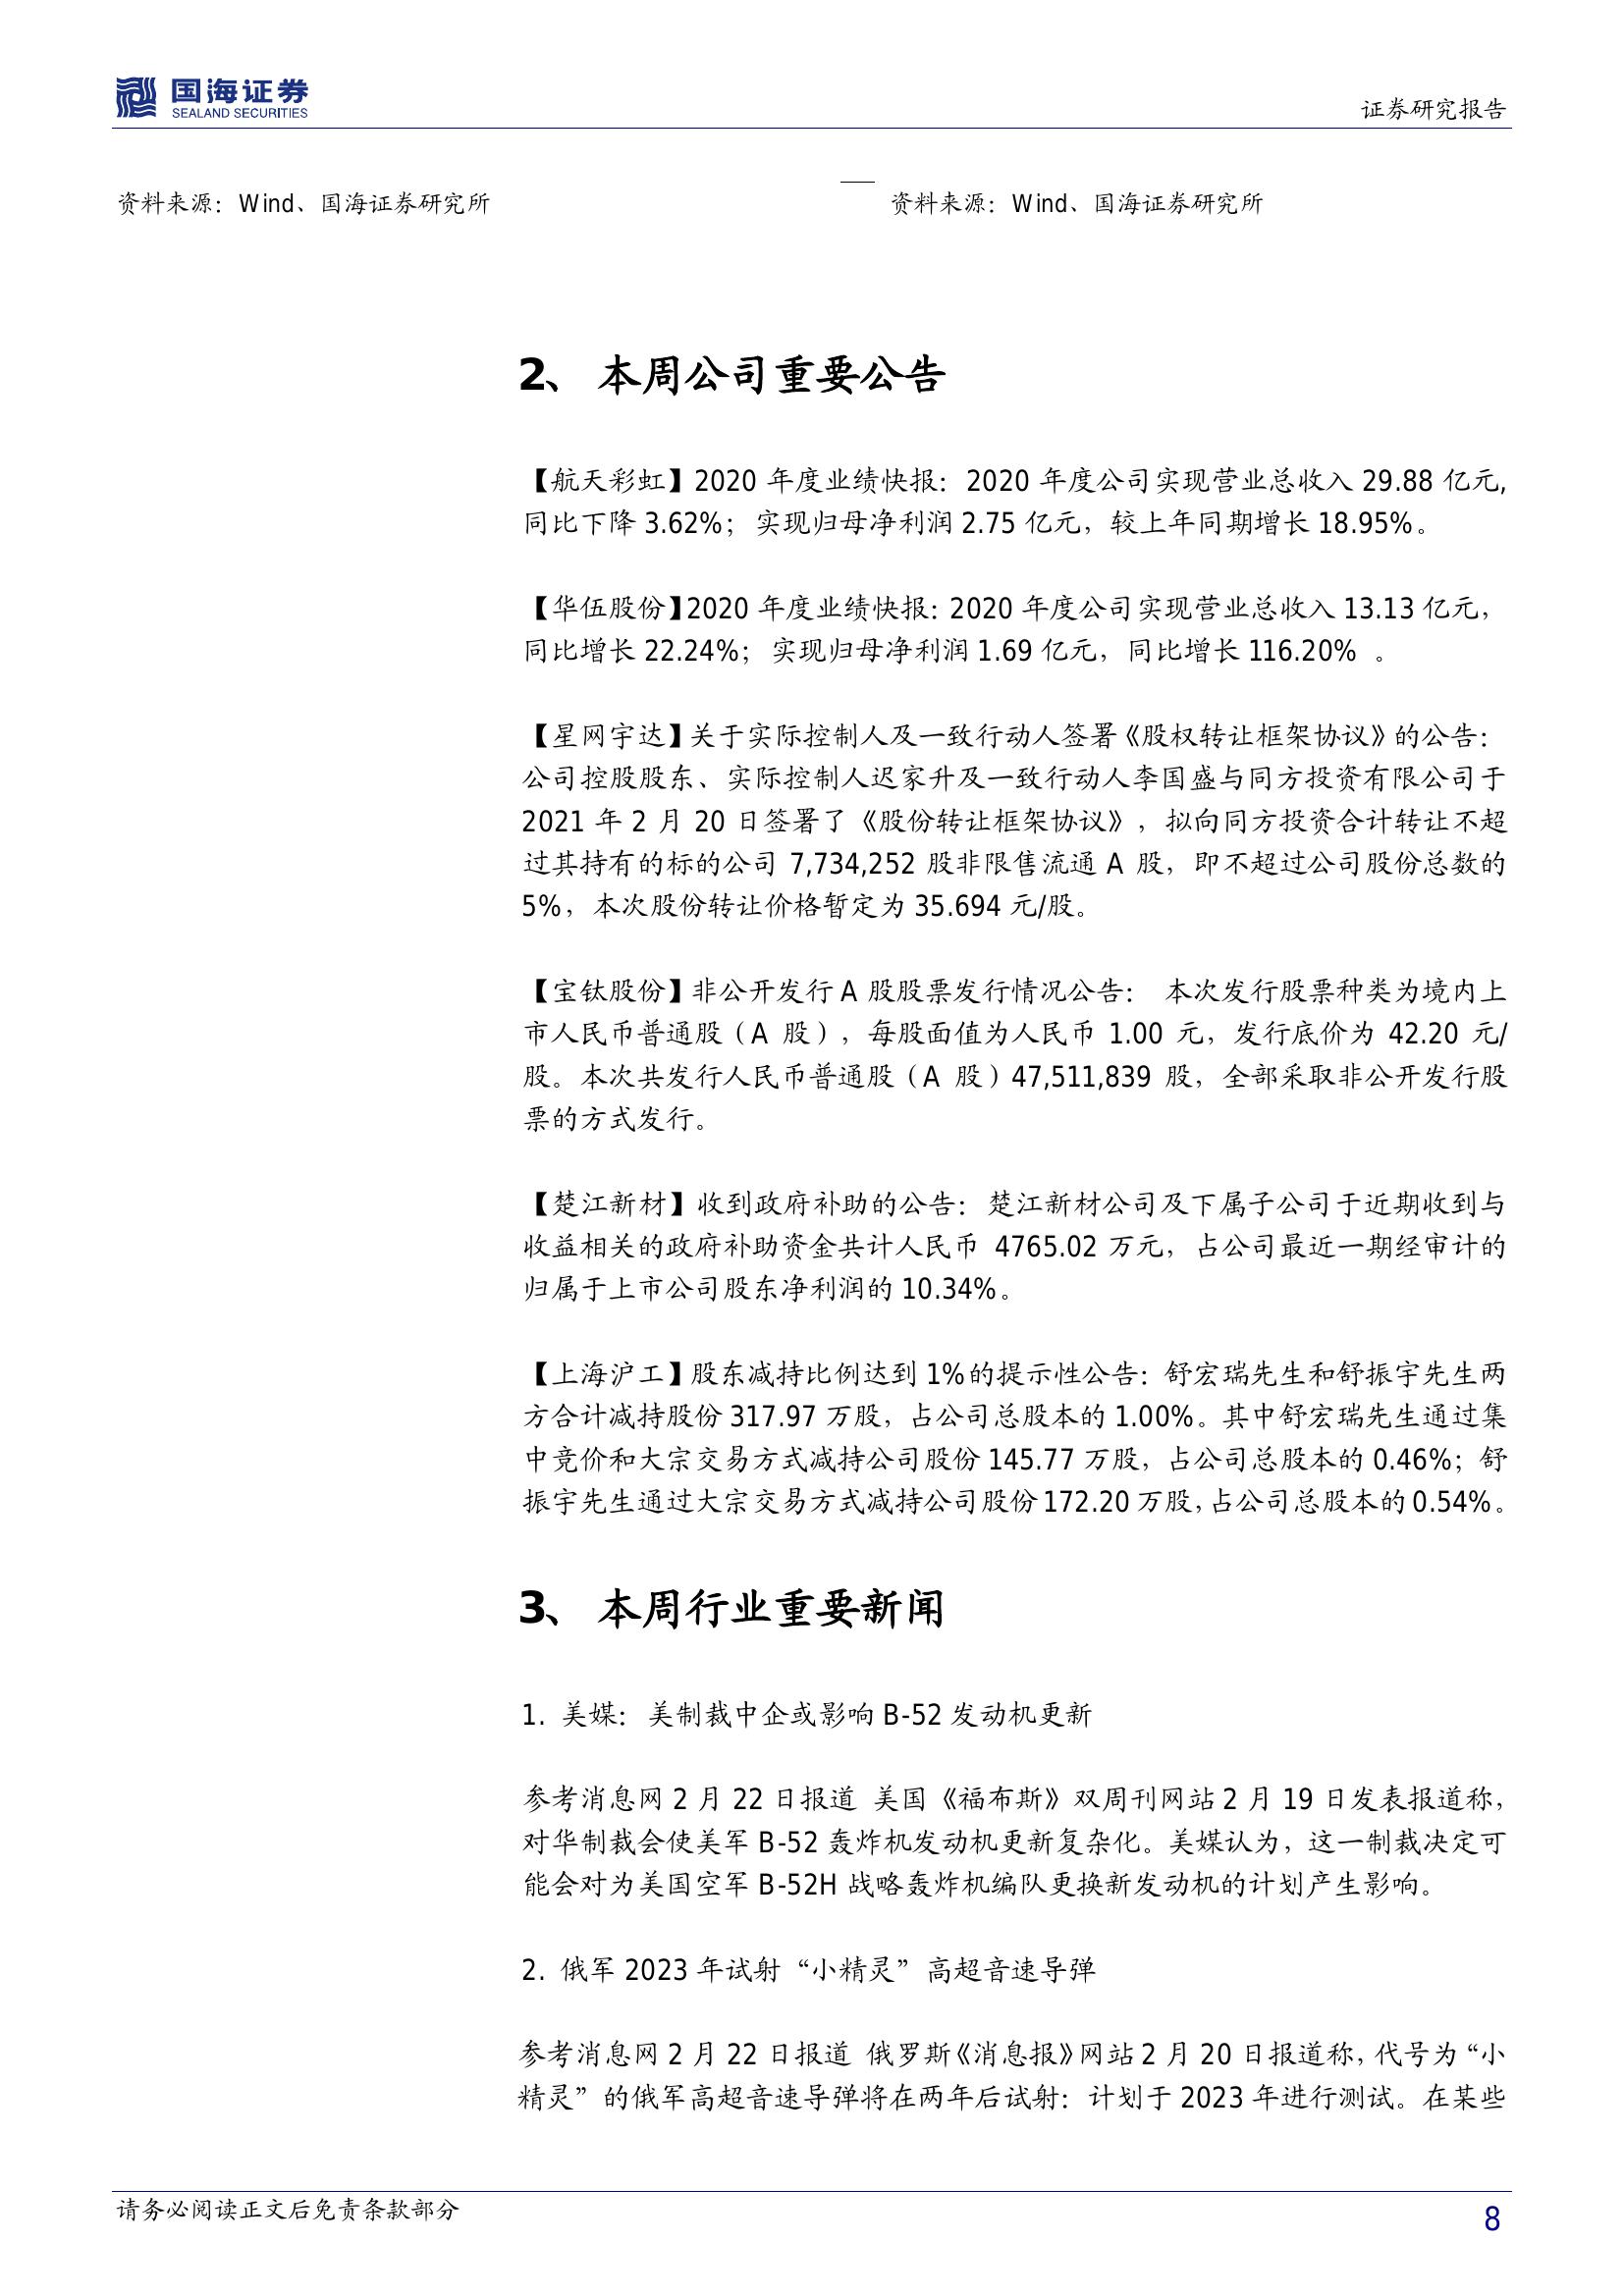 国海证券
SEALAND SECURITIES
证券研究报告
资料来源：Wind、国海证券研究所
资料来源：Wind、国海证券研究所
2、 本周公司重要公告
【航天彩虹】2020 年度业绩快报：2020 年度公司实现营业总收入 29.88 亿元,
同比下降 3.62%；实现归母净利润 2.75 亿元，较上年同期增长 18.95%。
【华伍股份】2020 年度业绩快报：2020 年度公司实现营业总收入 13.13 亿元，
同比增长 22.24%；实现归母净利润 1.69 亿元，同比增长 116.20% 。
【星网宇达】关于实际控制人及一致行动人签署《股权转让框架协议》的公告：
公司控股股东、实际控制人迟家升及一致行动人李国盛与同方投资有限公司于
2021 年 2 月 20 日签署了《股份转让框架协议》，拟向同方投资合计转让不超
过其持有的标的公司 7,734,252 股非限售流通 A 股，即不超过公司股份总数的
5%，本次股份转让价格暂定为 35.694 元/股。
【宝钛股份】非公开发行 A 股股票发行情况公告： 本次发行股票种类为境内上
市人民币普通股（A 股），每股面值为人民币 1.00 元，发行底价为 42.20 元/
股。本次共发行人民币普通股（A 股）47,511,839 股，全部采取非公开发行股
票的方式发行。
【楚江新材】收到政府补助的公告：楚江新材公司及下属子公司于近期收到与
收益相关的政府补助资金共计人民币 4765.02 万元，占公司最近一期经审计的
归属于上市公司股东净利润的 10.34%。
【上海沪工】股东减持比例达到 1%的提示性公告：舒宏瑞先生和舒振宇先生两
方合计减持股份 317.97 万股，占公司总股本的 1.00%。其中舒宏瑞先生通过集
中竞价和大宗交易方式减持公司股份 145.77 万股，占公司总股本的 0.46%；舒
振宇先生通过大宗交易方式减持公司股份 172.20 万股，占公司总股本的 0.54%。
3、 本周行业重要新闻
1. 美媒：美制裁中企或影响 B-52 发动机更新
参考消息网 2 月 22 日报道 美国《福布斯》双周刊网站 2 月 19 日发表报道称，
对华制裁会使美军 B-52 轰炸机发动机更新复杂化。美媒认为，这一制裁决定可
能会对为美国空军 B-52H 战略轰炸机编队更换新发动机的计划产生影响。
2. 俄军 2023 年试射“小精灵”高超音速导弹
参考消息网 2 月 22 日报道 俄罗斯《消息报》网站 2 月 20 日报道称，代号为“小
精灵”的俄军高超音速导弹将在两年后试射：计划于 2023 年进行测试。在某些
请务必阅读正文后免责条款部分
8